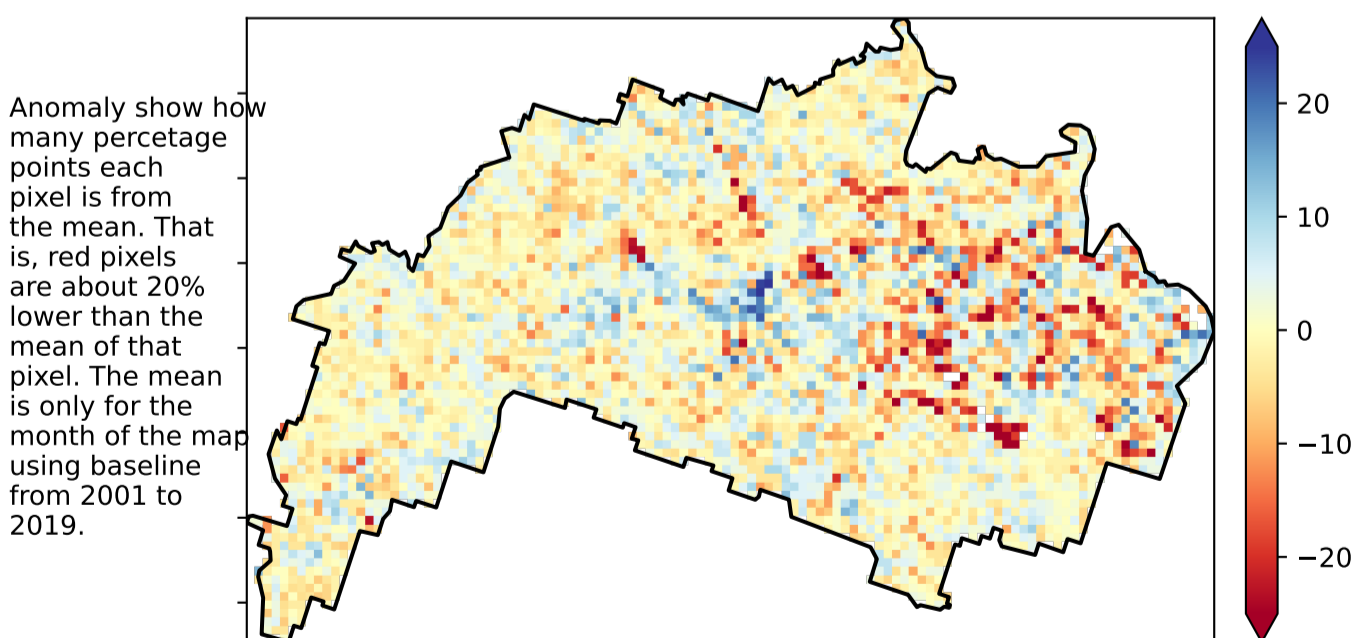 Anomaly show how
many percetage
points each
pixel is from
the mean. That
is, red pixels
are about 20%
lower than the
mean of that
pixel. The mean
is only for the
month of the map
using baseline
from 2001 to
2019.
20
10
0
−10
−20